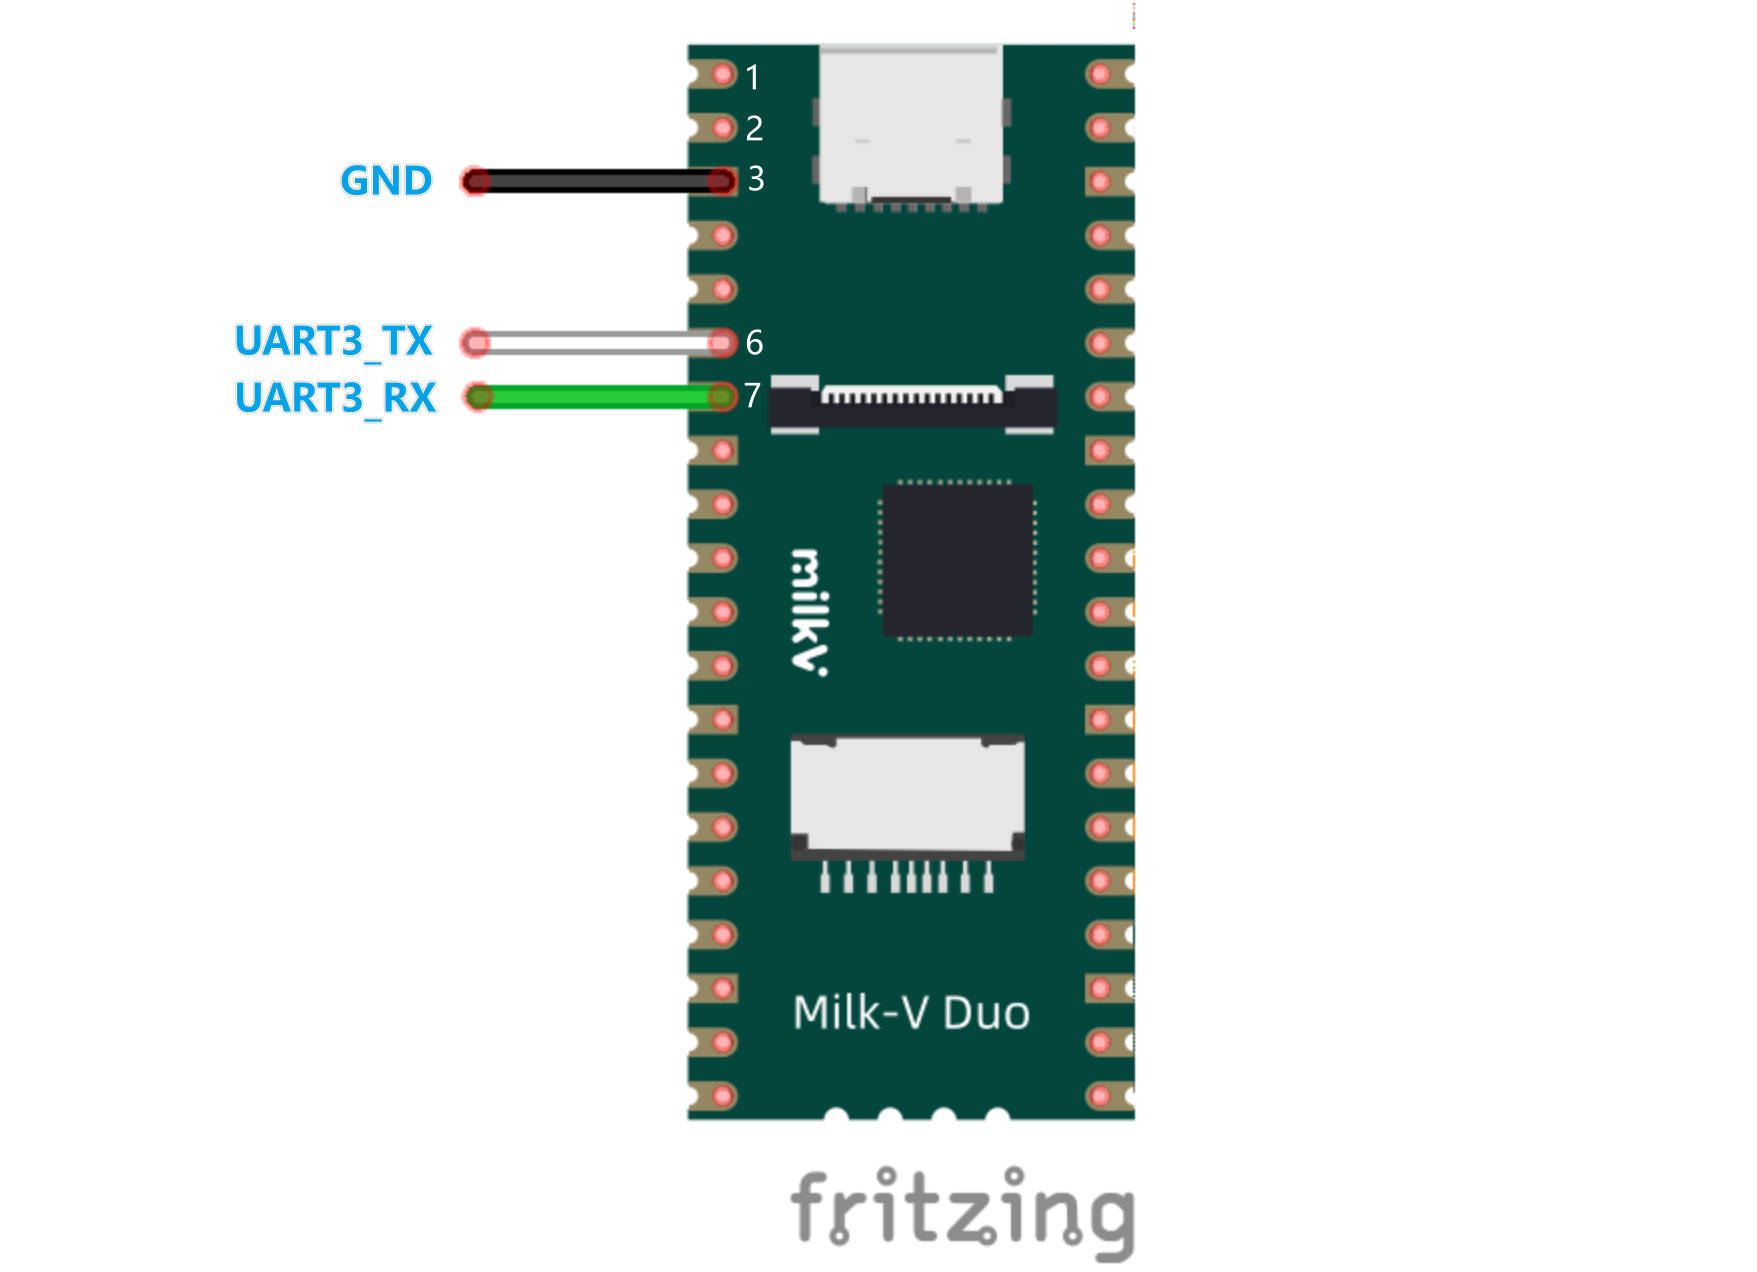 1
2
GND 3
UART3_TX 6
UART3_RX 7
milkv
Milk-V Duo
fritzing